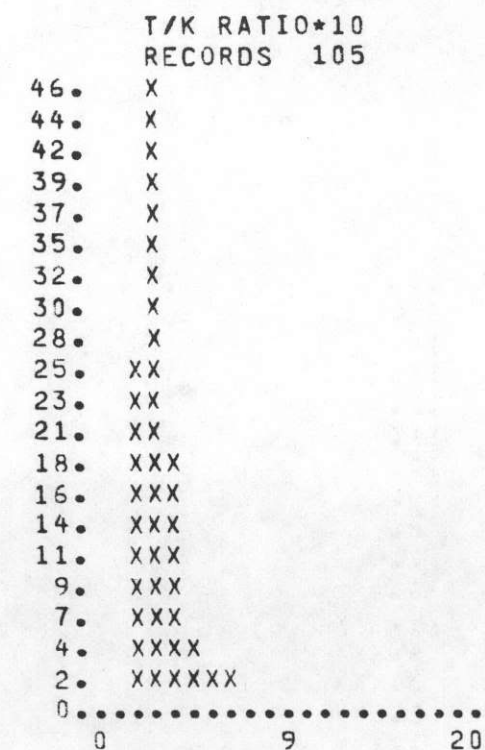 T/K RATIO*10
RECORDS 105
46. X
44. X
42. X
39. X
37. X
35. X
32. X
30. X
28. X
25. XX
23. XX
21. XX
18. XXX
16. XXX
14. XXX
11. XXX
9. XXX
7. XXX
4. XXXX
2. XXXXXX
0......................
0 9 20